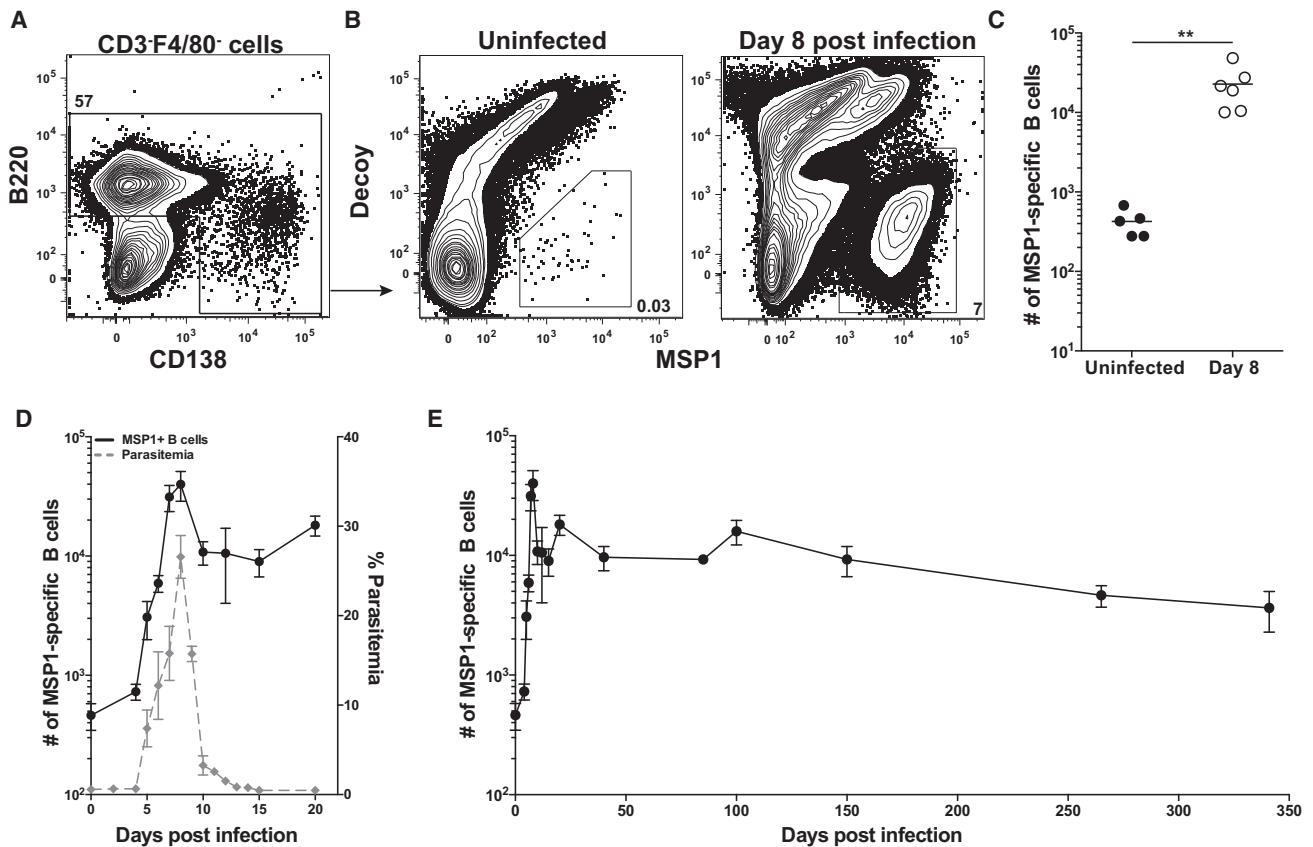 A
CD3-F4/80- cells
57
10⁵
10⁴
10³
10²
0
B220
0
10³
10⁴
10⁵
CD138
B
Uninfected
10⁵
10⁴
10³
10²
0
Decoy
0.03
0
10²
10³
10⁴
10⁵
Day 8 post infection
10⁵
10⁴
10³
10²
0
7
0 10²
10³
10⁴
10⁵
MSP1
C
**
10⁵
10⁴
10³
10²
10¹
# of MSP1-specific B cells
Uninfected
Day 8
D
MSP1+ B cells
Parasitemia
10⁵
10⁴
10³
10²
# of MSP1-specific B cells
40
30
20
10
0
% Parasitemia
0
5
10
15
20
Days post infection
E
10⁵
10⁴
10³
10²
# of MSP1-specific B cells
0
50
100
150
200
250
300
350
Days post infection